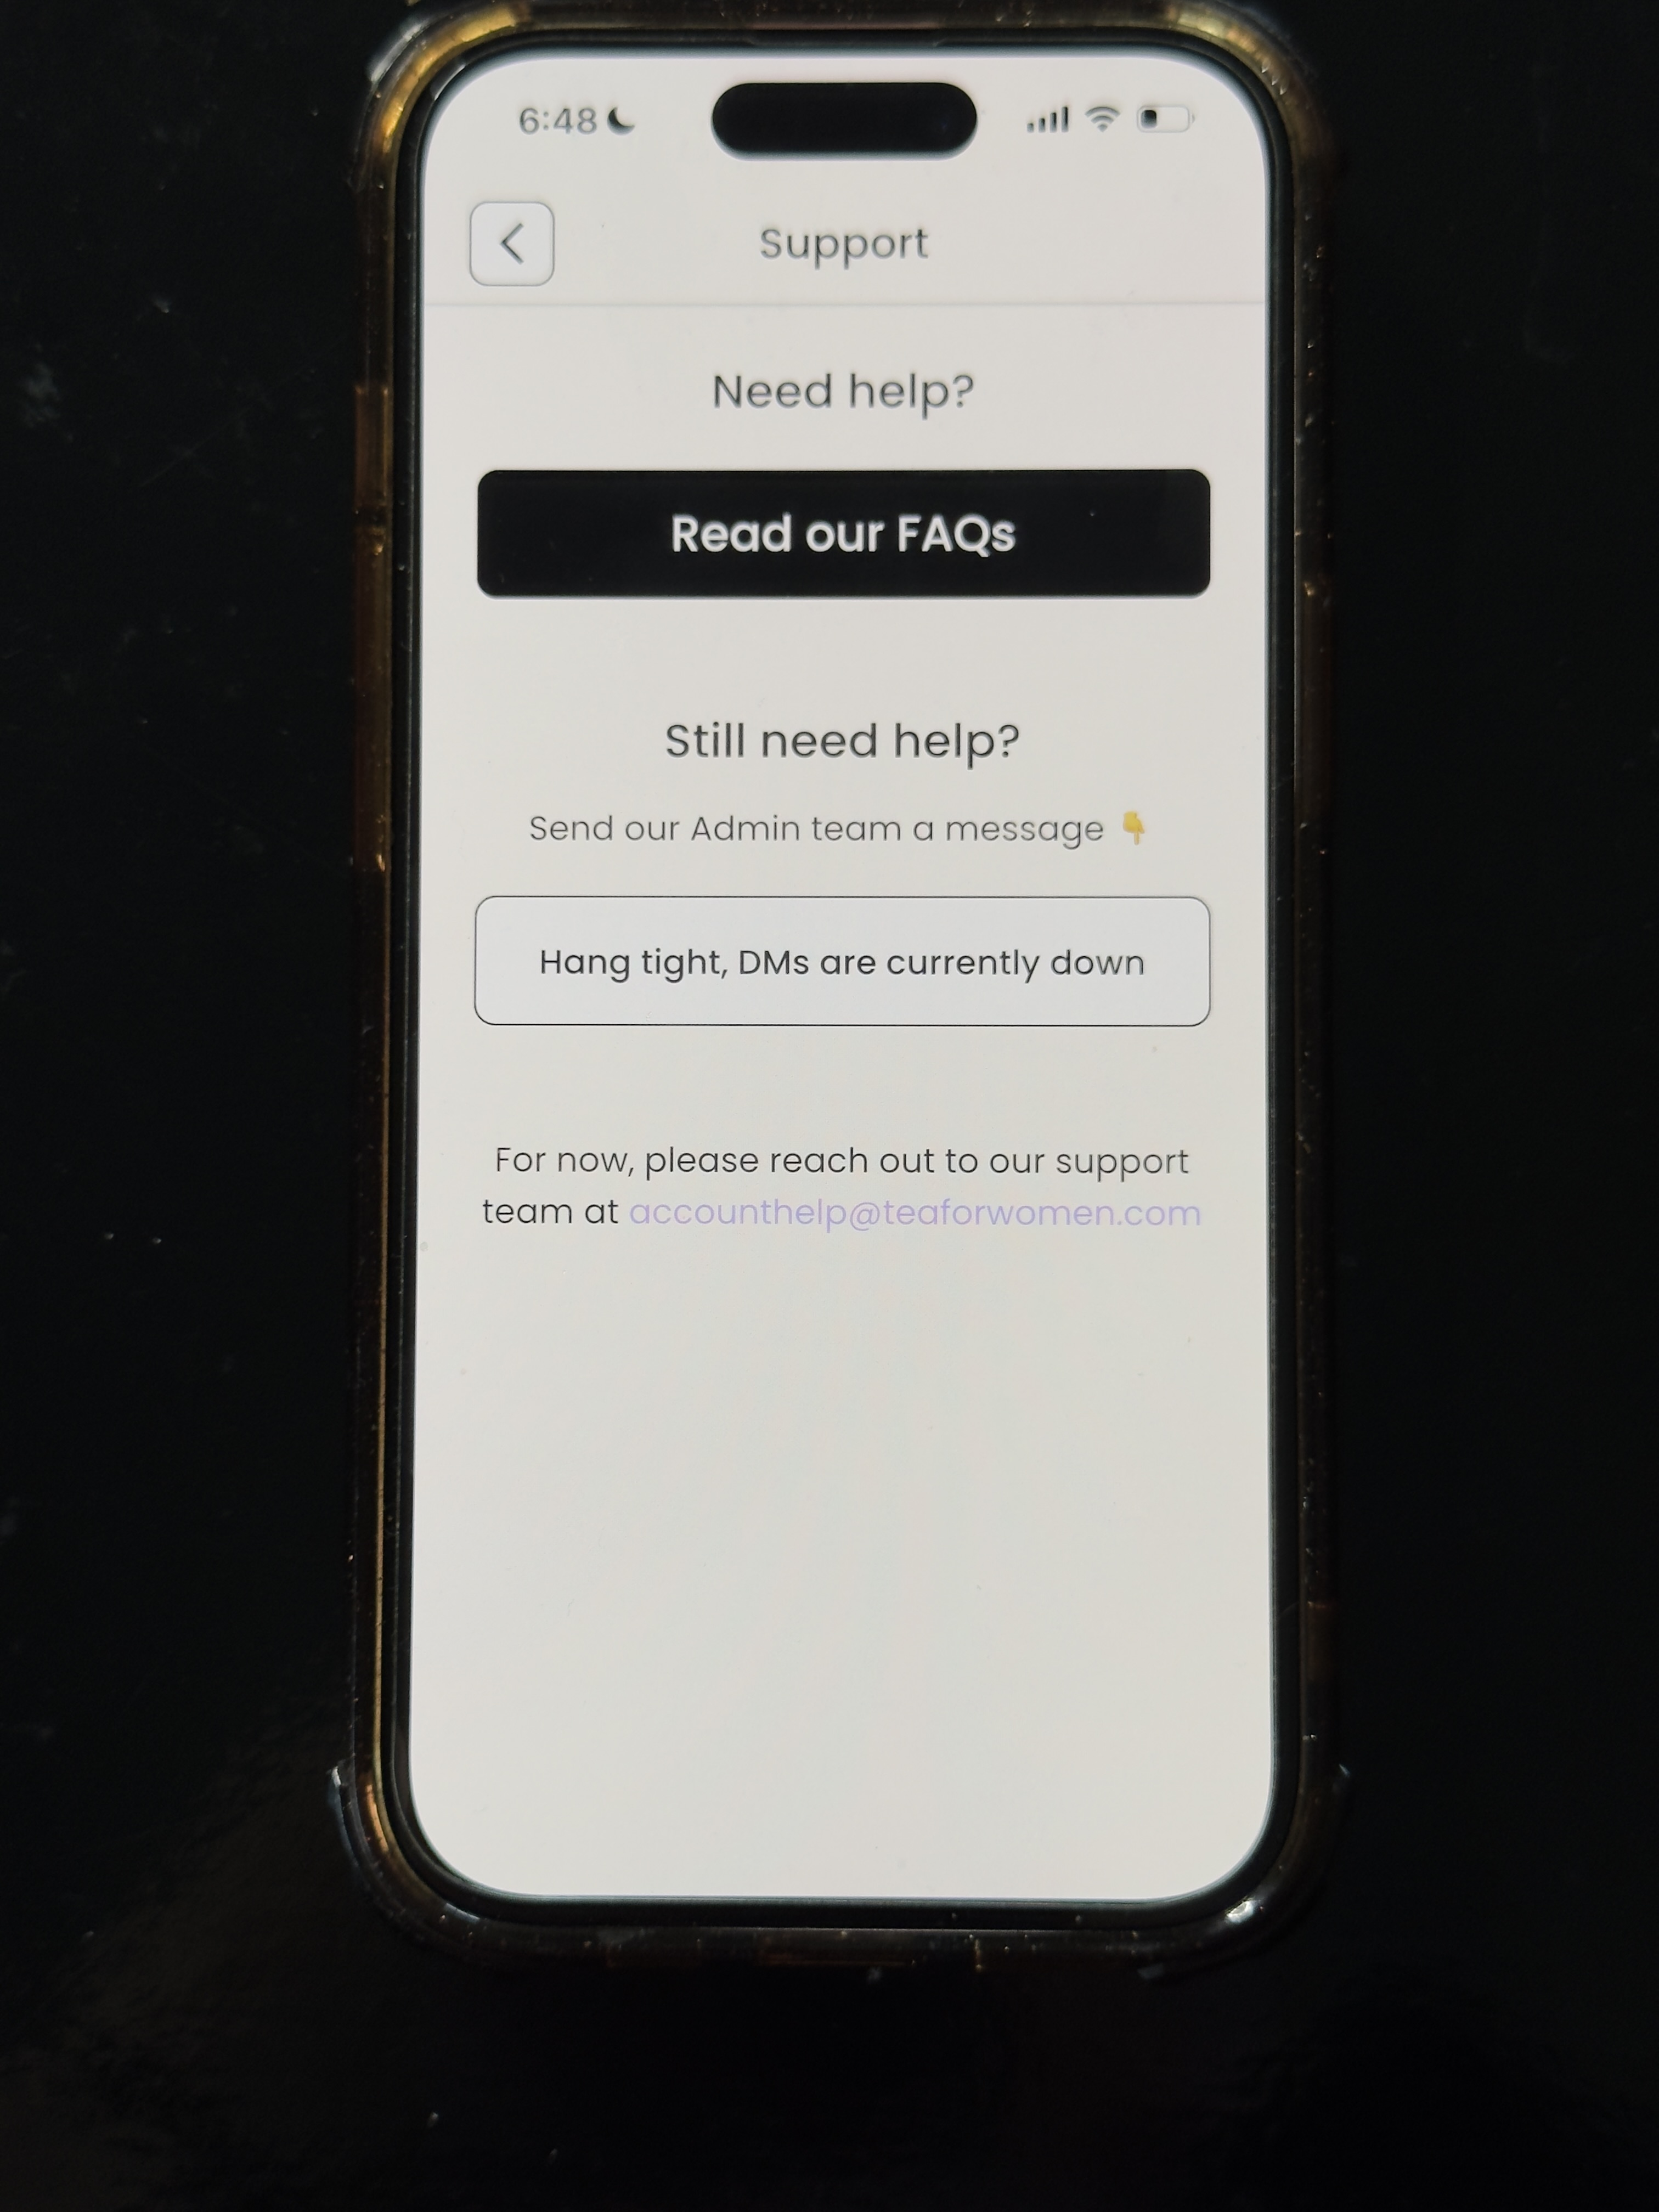 6:48
Support
Need help?
Read our FAQs
Still need help?
Send our Admin team a message 👇
Hang tight, DMs are currently down
For now, please reach out to our support
team at accounthelp@teaforwomen.com